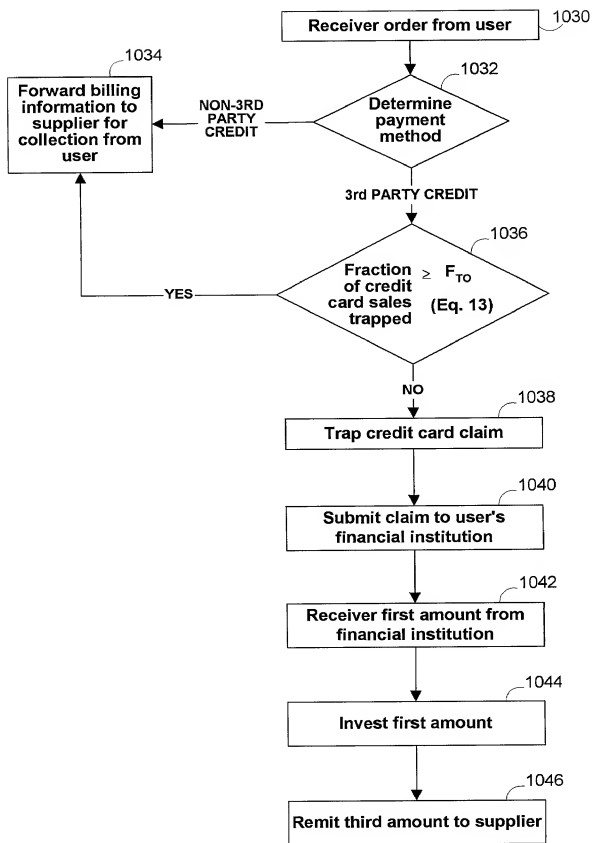 Receiver order from user
1030
1032
Determine
payment
method
1034
Forward billing
information to
supplier for
collection from
user
NON-3RD
PARTY
CREDIT
3rd PARTY CREDIT
1036
Fraction ≥ FTO
of credit
card sales (Eq. 13)
trapped
YES
NO
1038
Trap credit card claim
1040
Submit claim to user's
financial institution
1042
Receiver first amount from
financial institution
1044
Invest first amount
1046
Remit third amount to supplier